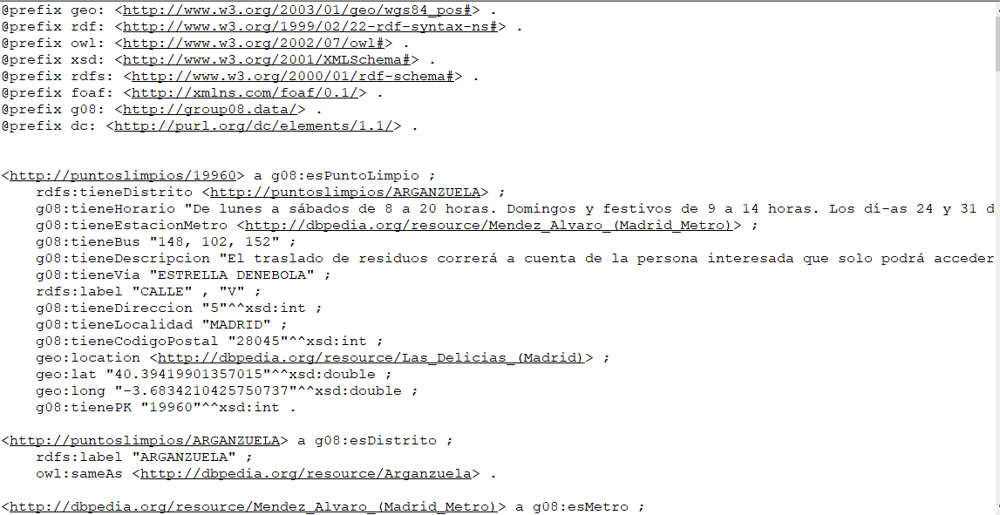 @prefix geo: <http://www.w3.org/2003/01/geo/wgs84_pos#> .
@prefix rdf: <http://www.w3.org/1999/02/22-rdf-syntax-ns#> .
@prefix owl: <http://www.w3.org/2002/07/owl#> .
@prefix xsd: <http://www.w3.org/2001/XMLSchema#> .
@prefix rdfs: <http://www.w3.org/2000/01/rdf-schema#> .
@prefix foaf: <http://xmlns.com/foaf/0.1/> .
@prefix g08: <http://group08.data/> .
@prefix dc: <http://purl.org/dc/elements/1.1/> .
<http://puntoslimpios/19960> a g08:esPuntoLimpio ;
rdfs:tieneDistrito <http://puntoslimpios/ARGANZUELA> ;
g08:tieneHorario "De lunes a sábados de 8 a 20 horas. Domingos y festivos de 9 a 14 horas. Los dí-as 24 y 31 d
g08:tieneEstacionMetro <http://dbpedia.org/resource/Mendez_Alvaro_(Madrid_Metro)> ;
g08:tieneBus "148, 102, 152" ;
g08:tieneDescripcion "El traslado de residuos correrá a cuenta de la persona interesada que solo podrá acceder
g08:tieneVia "ESTRELLA DENEBOLA" ;
rdfs:label "CALLE" , "V" ;
g08:tieneDireccion "5"^^xsd:int ;
g08:tieneLocalidad "MADRID" ;
g08:tieneCodigoPostal "28045"^^xsd:int ;
geo:location <http://dbpedia.org/resource/Las_Delicias_(Madrid)> ;
geo:lat "40.39419901357015"^^xsd:double ;
geo:long "-3.6834210425750737"^^xsd:double ;
g08:tienePK "19960"^^xsd:int .
<http://puntoslimpios/ARGANZUELA> a g08:esDistrito ;
rdfs:label "ARGANZUELA" ;
owl:sameAs <http://dbpedia.org/resource/Arganzuela> .
<http://dbpedia.org/resource/Mendez_Alvaro_(Madrid_Metro)> a g08:esMetro ;